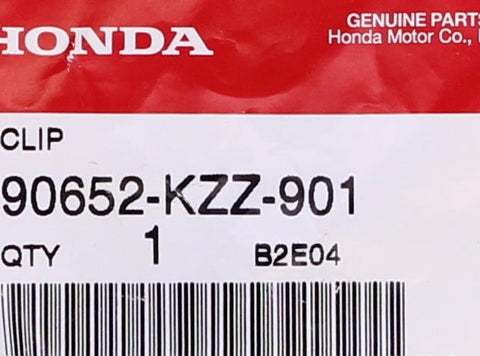 HONDA
GENUINE PARTS
Honda Motor Co.,
CLIP
90652-KZZ-901
QTY 1 B2E04